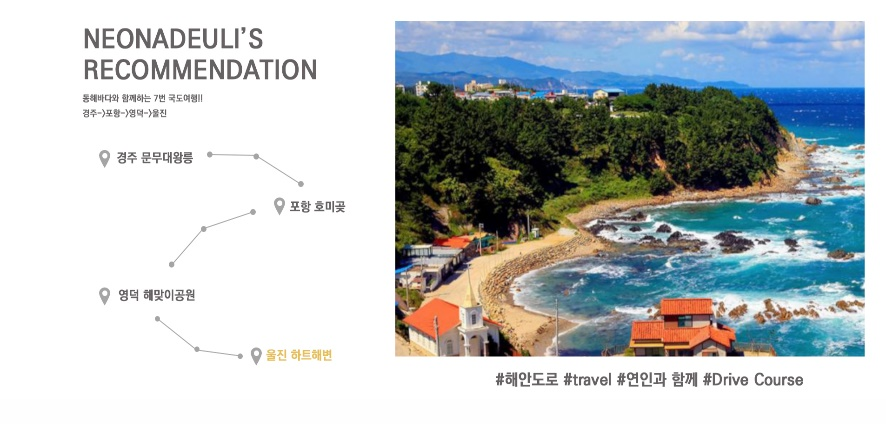 NEONADEULI'S
RECOMMENDATION
동해바다와 함께하는 7번 국도여행!!
경주->포항->영덕->울진
경주 문무대왕릉
포항 호미곶
영덕 해맞이공원
울진 하트해변
#해안도로 #travel #연인과 함께 #Drive Course